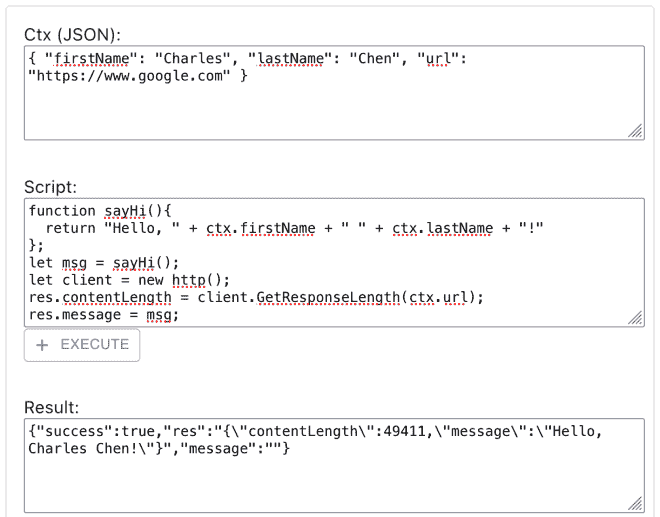 Ctx (JSON):
{ "firstName": "Charles", "lastName": "Chen", "url":
"https://www.google.com" }
Script:
function sayHi(){
  return "Hello, " + ctx.firstName + " " + ctx.lastName + "!"
};
let msg = sayHi();
let client = new http();
res.contentLength = client.GetResponseLength(ctx.url);
res.message = msg;
+ EXECUTE
Result:
{"success":true,"res":"{\"contentLength\":49411,\"message\":\"Hello,
Charles Chen!\"}","message":""}